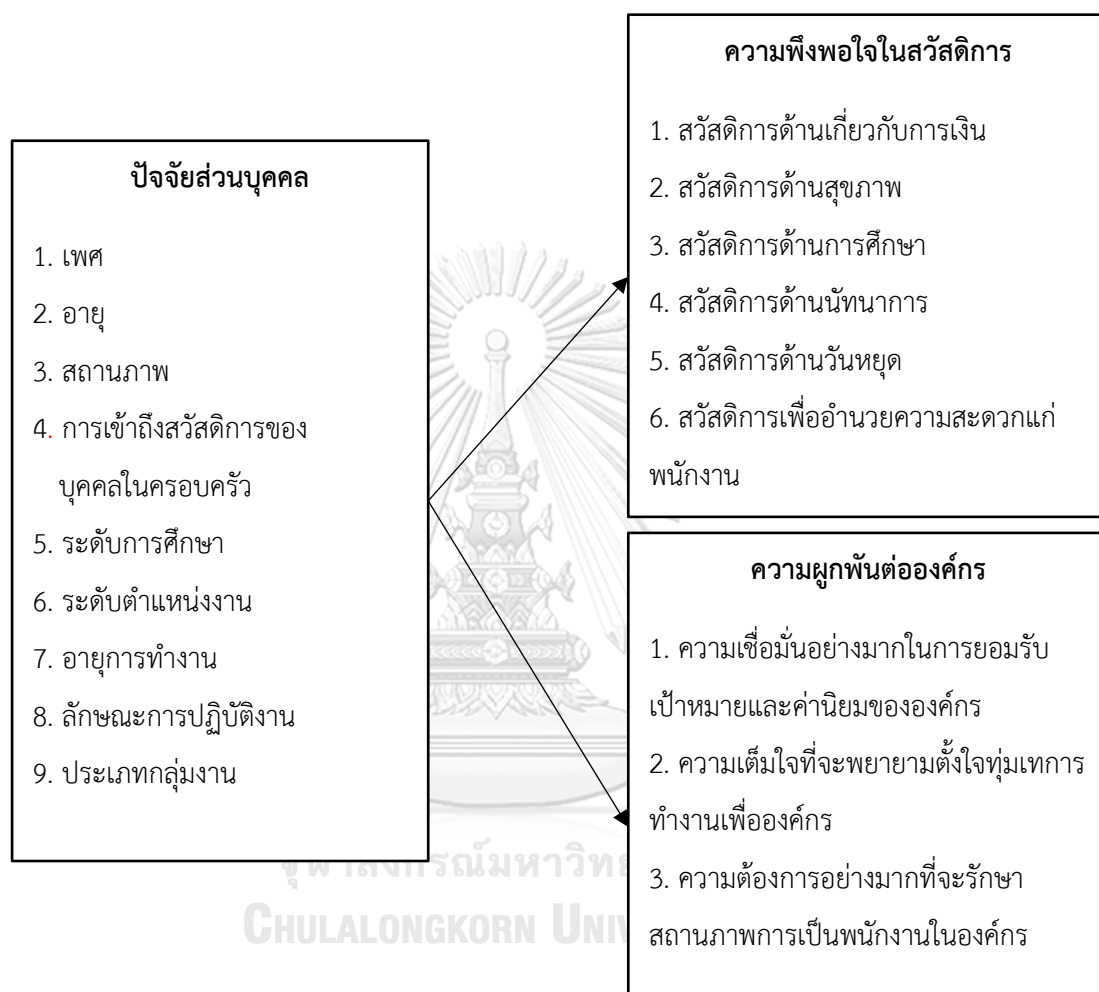 ปัจจัยส่วนบุคคล
1. เพศ
2. อายุ
3. สถานภาพ
4. การเข้าถึงสวัสดิการของ
บุคคลในครอบครัว
5. ระดับการศึกษา
6. ระดับตำแหน่งงาน
7. อายุการทำงาน
8. ลักษณะการปฏิบัติงาน
9. ประเภทกลุ่มงาน
ความพึงพอใจในสวัสดิการ
1. สวัสดิการด้านเกี่ยวกับการเงิน
2. สวัสดิการด้านสุขภาพ
3. สวัสดิการด้านการศึกษา
4. สวัสดิการด้านนัทนาการ
5. สวัสดิการด้านวันหยุด
6. สวัสดิการเพื่ออำนวยความสะดวกแก่
พนักงาน
ความผูกพันต่อองค์กร
1. ความเชื่อมั่นอย่างมากในการยอมรับ
เป้าหมายและค่านิยมขององค์กร
2. ความเต็มใจที่จะพยายามตั้งใจทุ่มเทการ
ทำงานเพื่อองค์กร
3. ความต้องการอย่างมากที่จะรักษา
สถานภาพการเป็นพนักงานในองค์กร
CHULALONGKORN UNIV